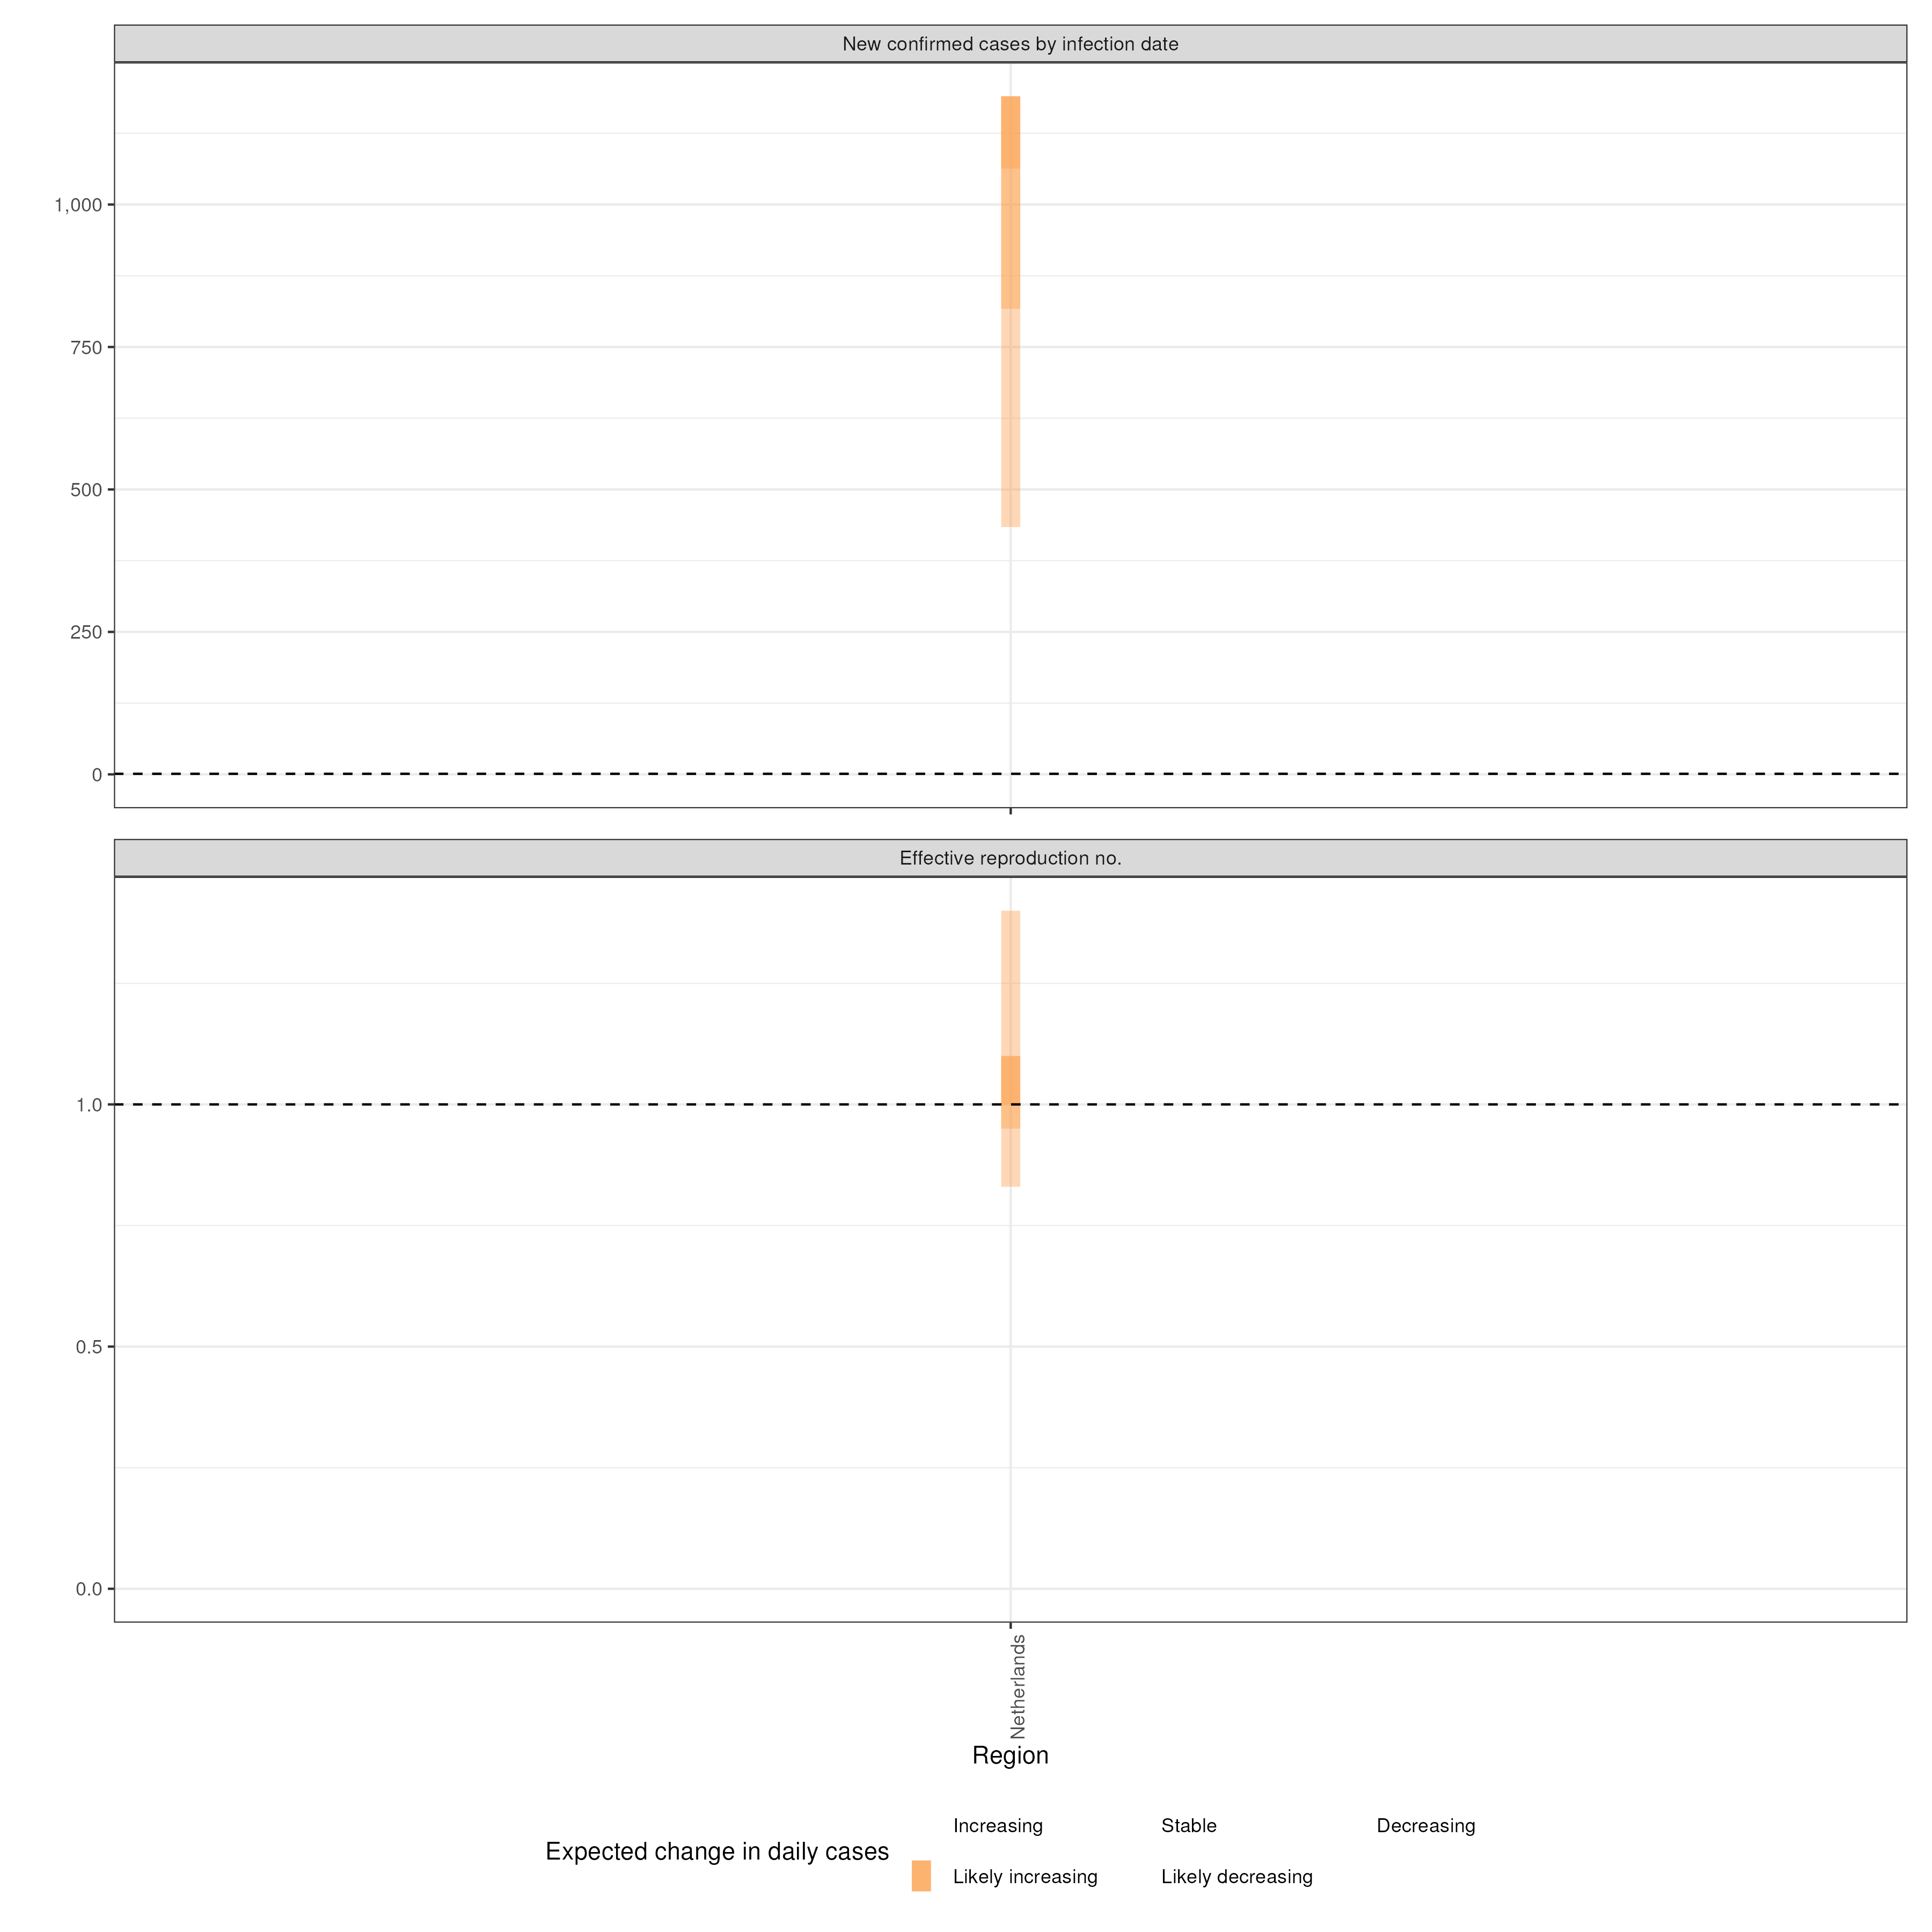 New confirmed cases by infection date
1,000
750
500
250
0
Effective reproduction no.
1.0
0.5
0.0
Netherlands
Region
Expected change in daily cases
Increasing
Stable
Decreasing
Likely increasing
Likely decreasing